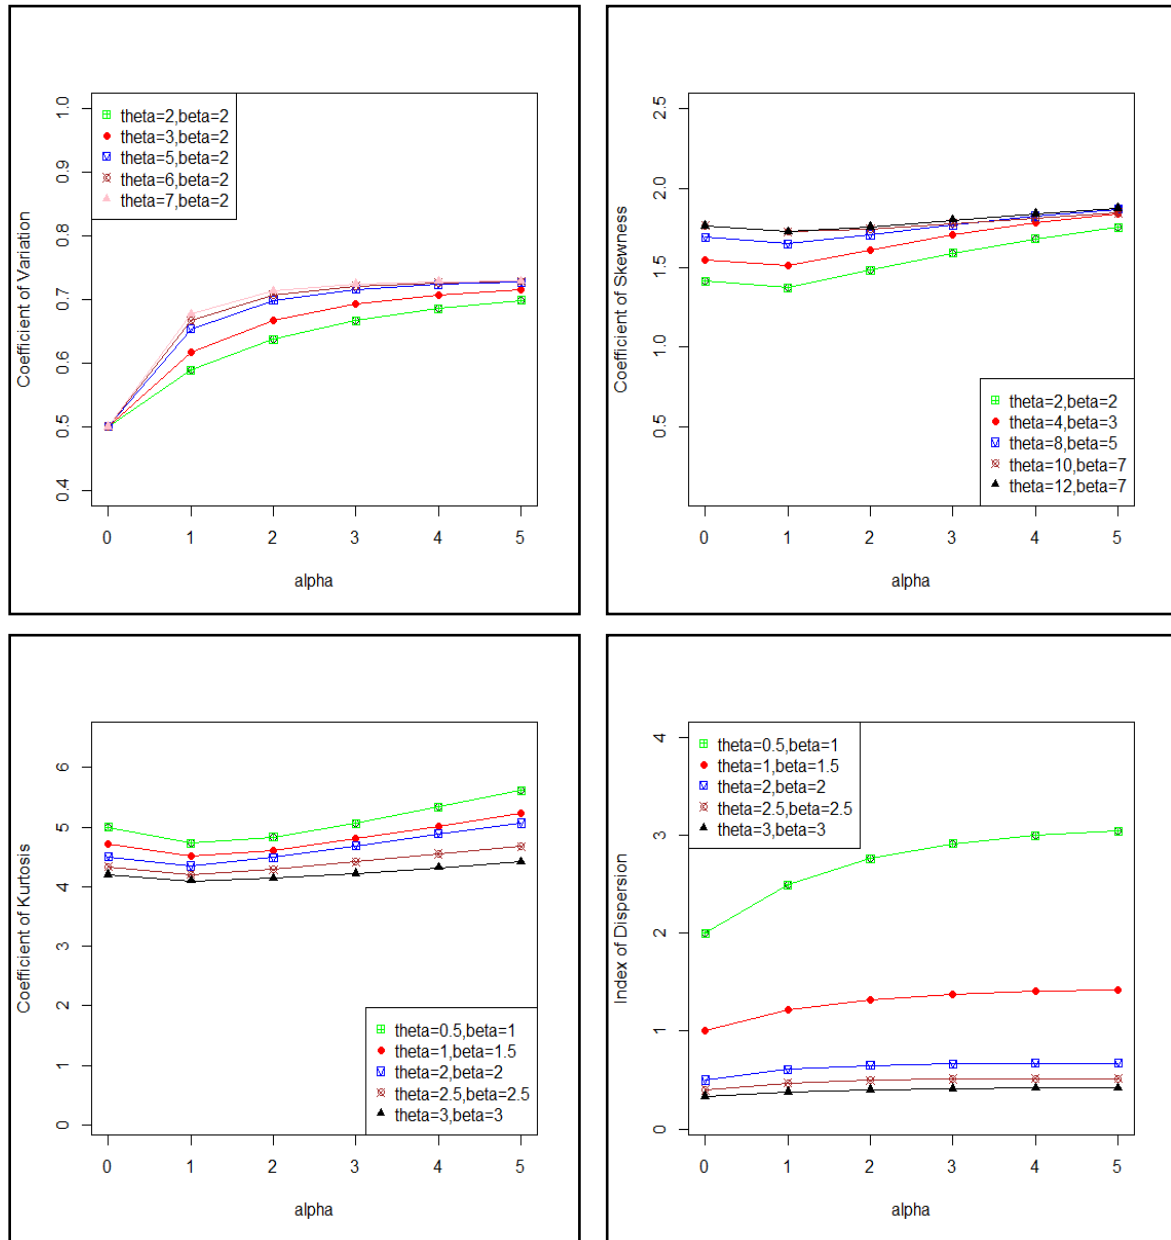 Coefficient of Variation
1.0
0.9
0.8
0.7
0.6
0.5
0.4
theta=2,beta=2
theta=3,beta=2
theta=5,beta=2
theta=6,beta=2
theta=7,beta=2
0 1 2 3 4 5
alpha
Coefficient of Skewness
2.5
2.0
1.5
1.0
0.5
theta=2,beta=2
theta=4,beta=3
theta=8,beta=5
theta=10,beta=7
theta=12,beta=7
0 1 2 3 4 5
alpha
Coefficient of Kurtosis
6
5
4
3
2
1
0
theta=0.5,beta=1
theta=1,beta=1.5
theta=2,beta=2
theta=2.5,beta=2.5
theta=3,beta=3
0 1 2 3 4 5
alpha
Index of Dispersion
4
3
2
1
0
theta=0.5,beta=1
theta=1,beta=1.5
theta=2,beta=2
theta=2.5,beta=2.5
theta=3,beta=3
0 1 2 3 4 5
alpha